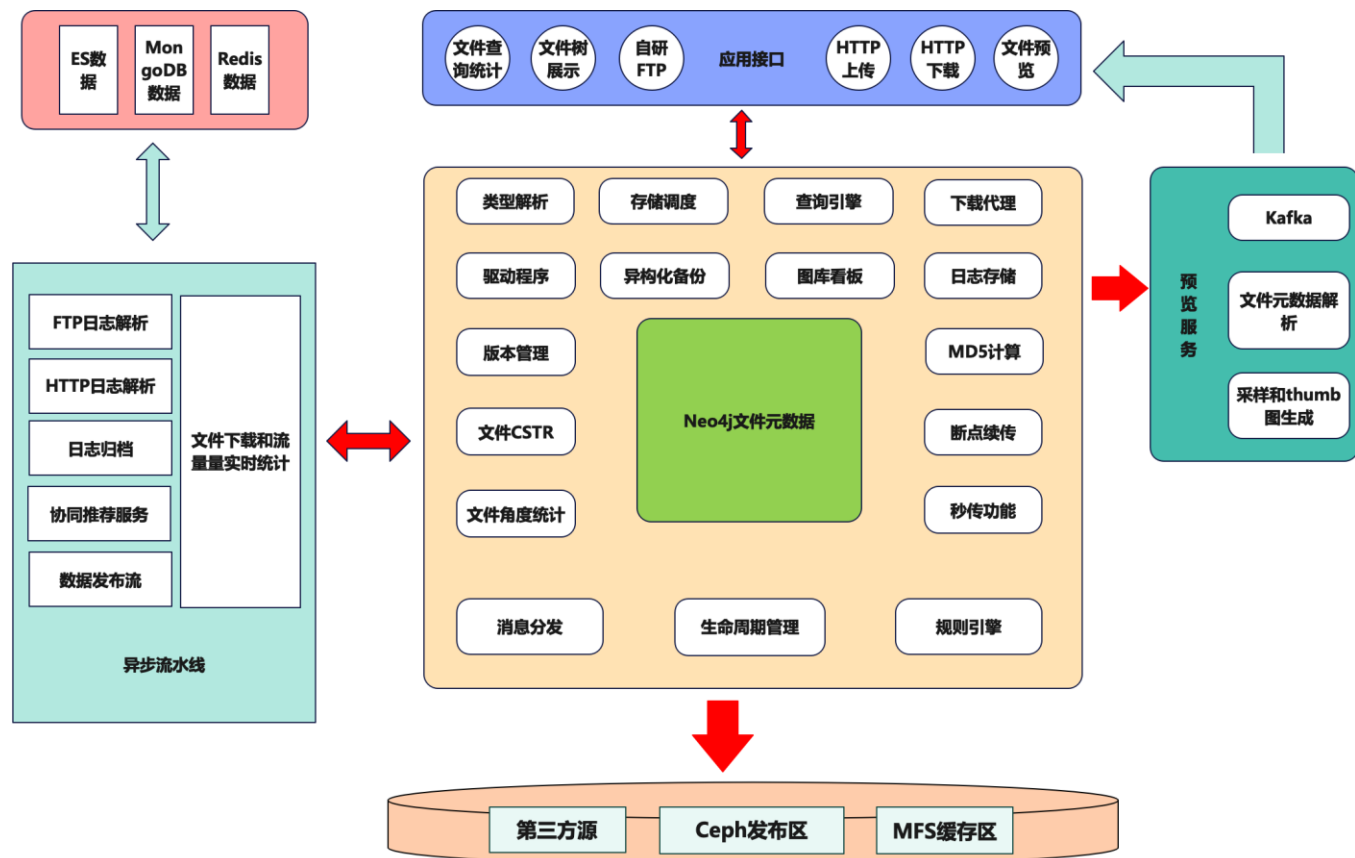 ES数
据
Mon
goDB
数据
Redis
数据
文件查
询统计
文件树
展示
自研
FTP
应用接口
HTTP
上传
HTTP
下载
文件预
览
类型解析
存储调度
查询引擎
下载代理
驱动程序
异构化备份
图库看板
日志存储
版本管理
MD5计算
Neo4j文件元数据
文件CSTR
断点续传
文件角度统计
秒传功能
消息分发
生命周期管理
规则引擎
FTP日志解析
HTTP日志解析
日志归档
协同推荐服务
数据发布流
文件下载和流
量量实时统计
异步流水线
预
览
服
务
Kafka
文件元数据解
析
采样和thumb
图生成
第三方源
Ceph发布区
MFS缓存区